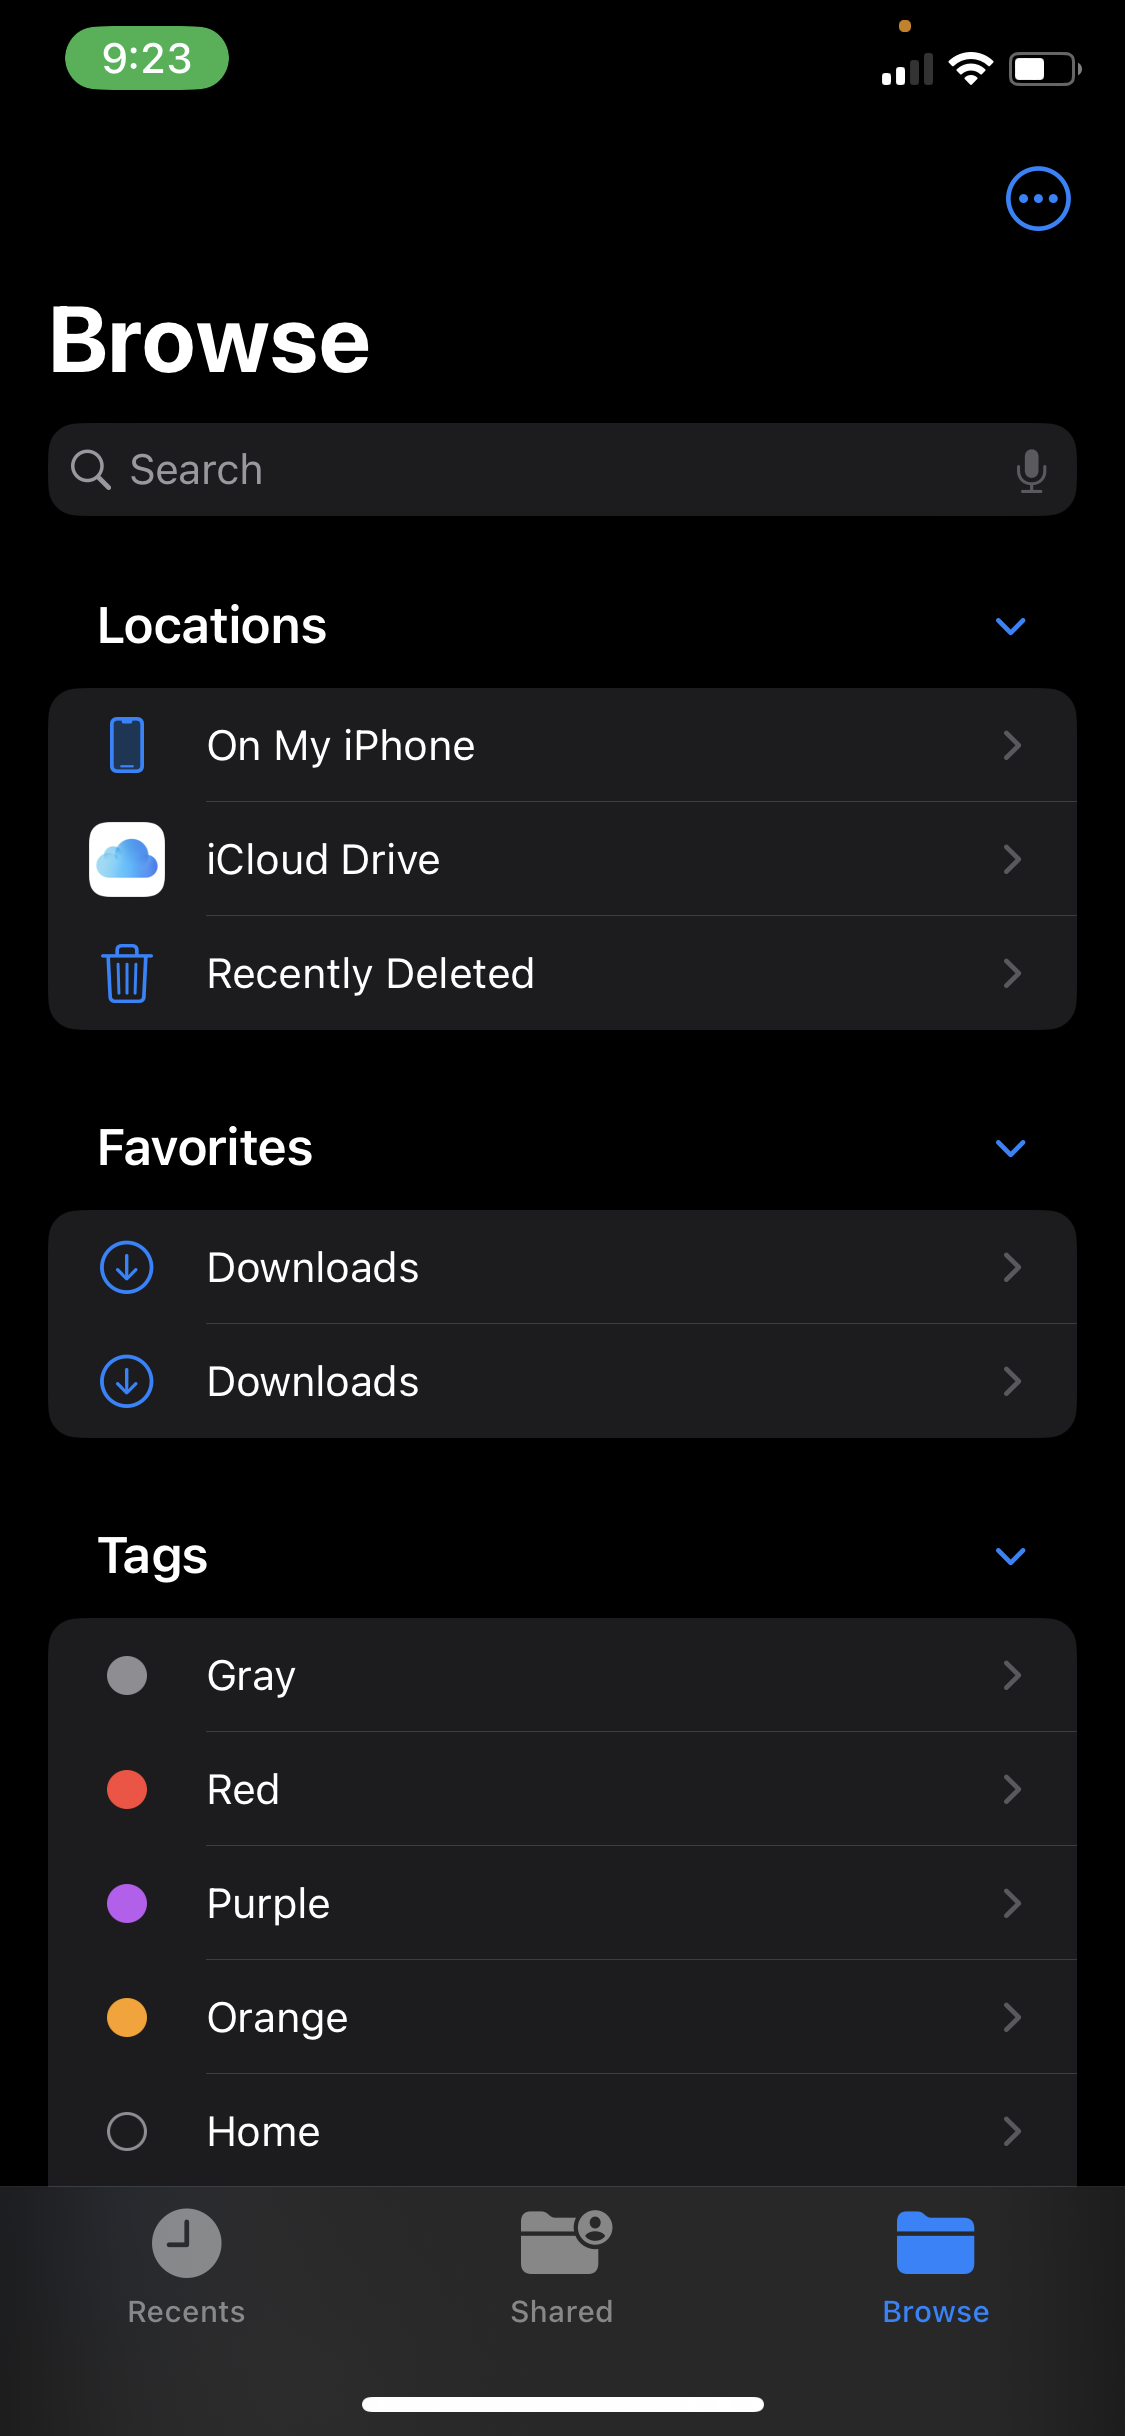 9:23
Browse
Search
Locations
On My iPhone
iCloud Drive
Recently Deleted
Favorites
Downloads
Downloads
Tags
Gray
Red
Purple
Orange
Home
Recents
Shared
Browse